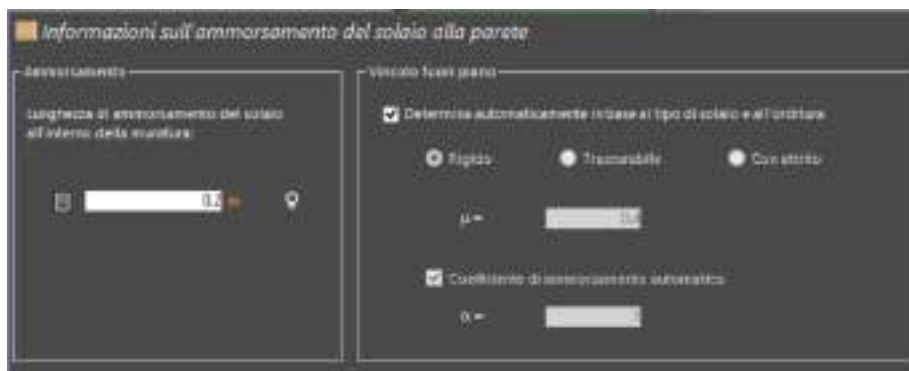 Informazioni sull'ammorsamento del solaio alla parete
Ammorsamento
Vincolo fuori piano
Lunghezza di ammorsamento del solaio
all'interno della muratura:
Determina automaticamente in base al tipo di solaio e all'orditura
Rigido
Trascurabile
Con attrito
0.2 m
μ =
0.4
Coefficiente di ammorsamento automatico
α =